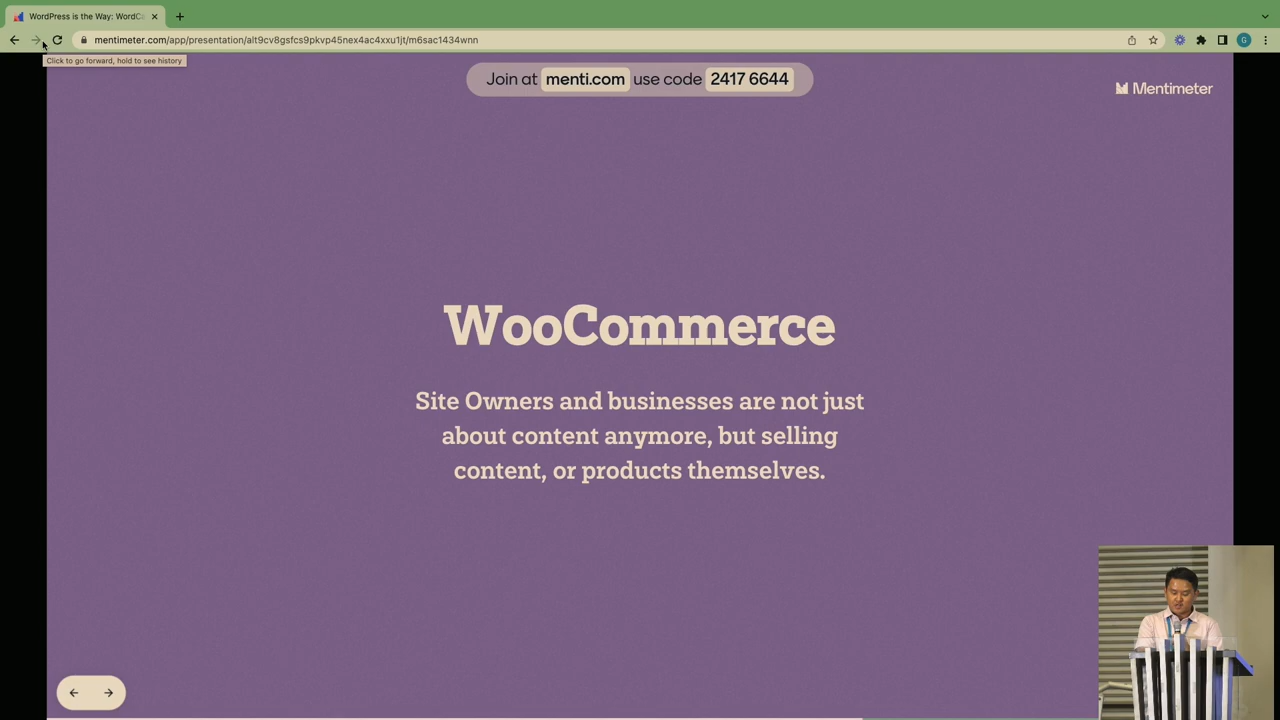 WordPress is the Way: WordCa
mentimeter.com/app/presentation/alt9cv8gsfcs9pkvp45nex4ac4xxu1jt/m6sac1434wnn
G
Click to go forward, hold to see history
Join at menti.com use code 2417 6644
Mentimeter
WooCommerce
Site Owners and businesses are not just
about content anymore, but selling
content, or products themselves.